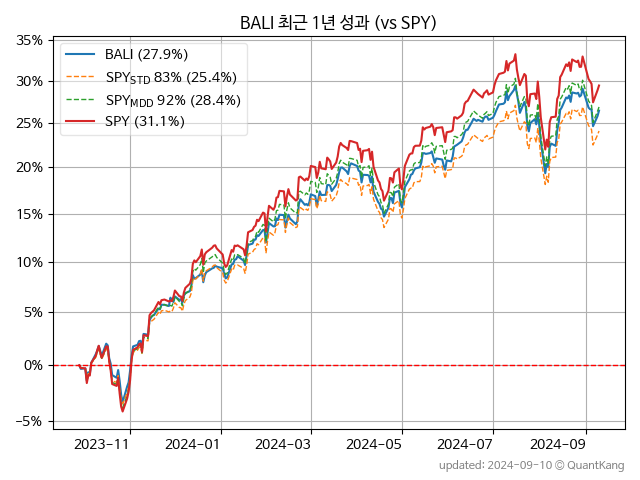 BALI 최근 1년 성과 (vs SPY)
35%
30%
25%
20%
15%
10%
5%
0%
−5%
BALI (27.9%)
SPY_STD 83% (25.4%)
SPY_MDD 92% (28.4%)
SPY (31.1%)
2023−11
2024−01
2024−03
2024−05
2024−07
2024−09
updated: 2024-09-10 © QuantKang